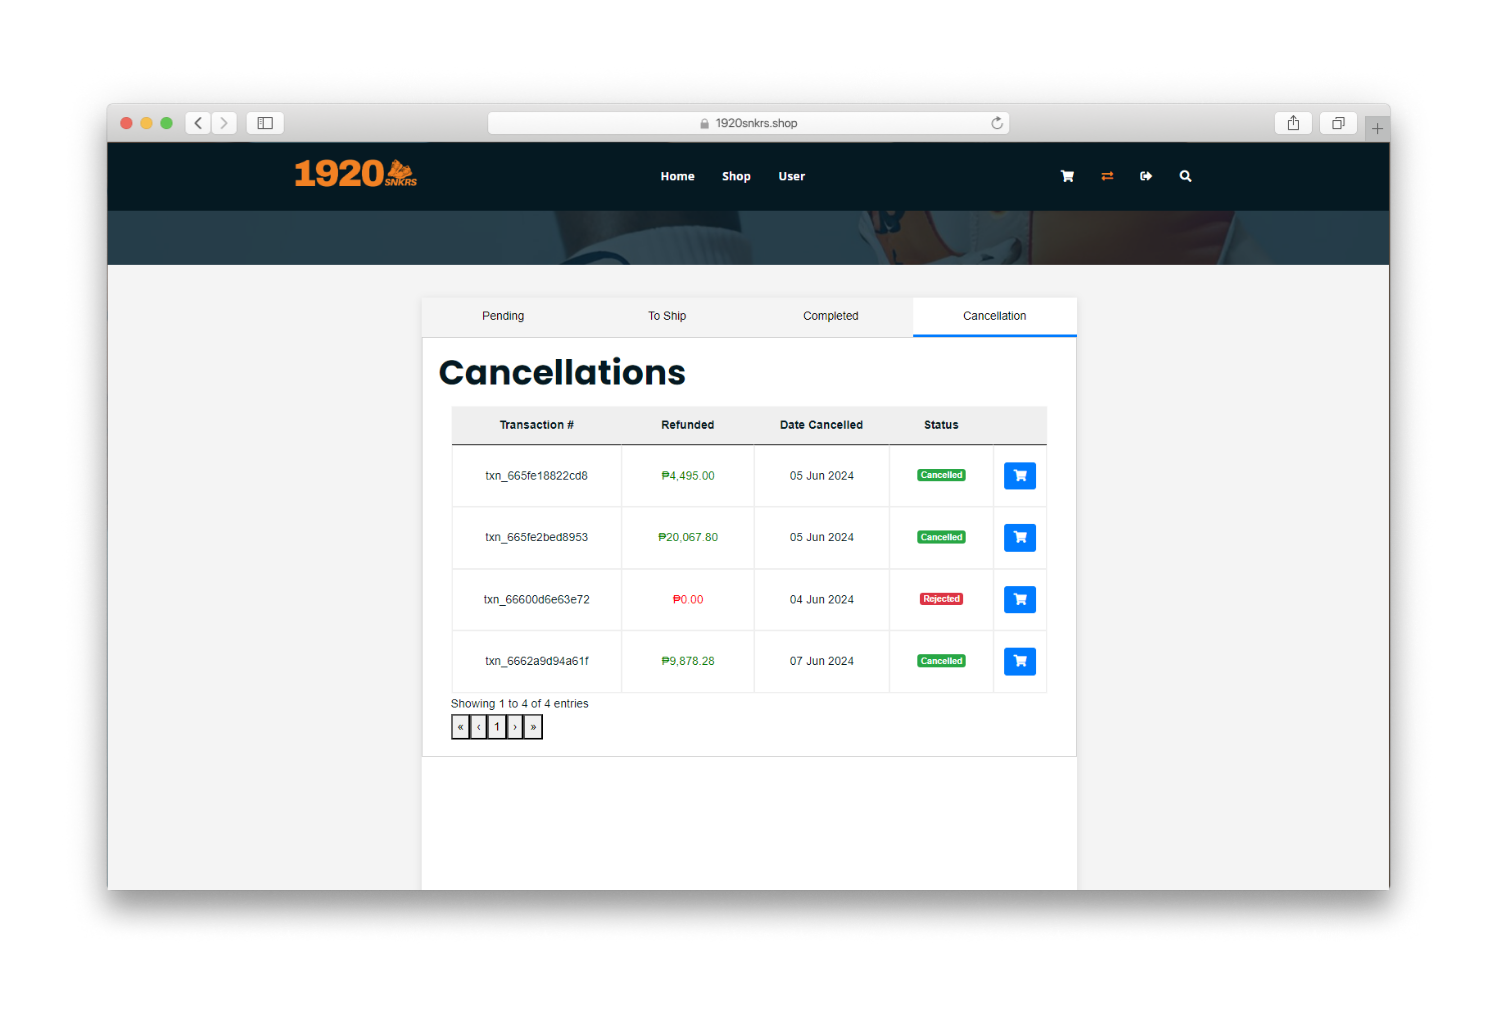 1920snkrs.shop
1920 SNKRS
Home Shop User
Pending To Ship Completed Cancellation
Cancellations
Transaction # Refunded Date Cancelled Status
txn_665fe18822cd8 ₱4,495.00 05 Jun 2024 Cancelled
txn_665fe2bed8953 ₱20,067.80 05 Jun 2024 Cancelled
txn_66600d6e63e72 ₱0.00 04 Jun 2024 Rejected
txn_6662a9d94a61f ₱9,878.28 07 Jun 2024 Cancelled
Showing 1 to 4 of 4 entries
« ‹ 1 › »